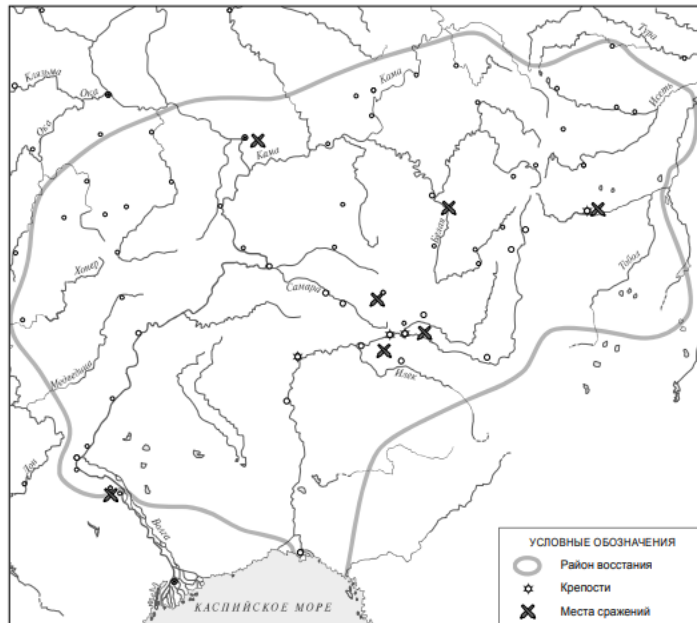 Тура
Клязьма
Ока
Кама
Исеть
Ока
Кама
Белая
Тобол
Хопер
Самара
Медведица
Илек
Дон
Волга
КАСПИЙСКОЕ МОРЕ
УСЛОВНЫЕ ОБОЗНАЧЕНИЯ
Район восстания
Крепости
Места сражений